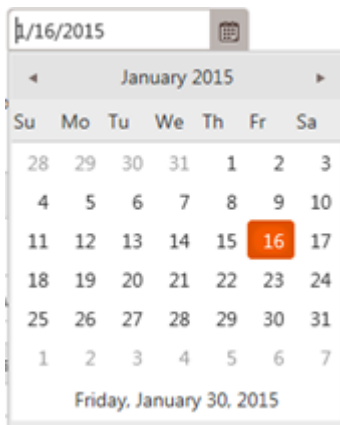 1/16/2015
January 2015
Su Mo Tu We Th Fr Sa
28 29 30 31 1 2 3
4 5 6 7 8 9 10
11 12 13 14 15 16 17
18 19 20 21 22 23 24
25 26 27 28 29 30 31
1 2 3 4 5 6 7
Friday, January 30, 2015